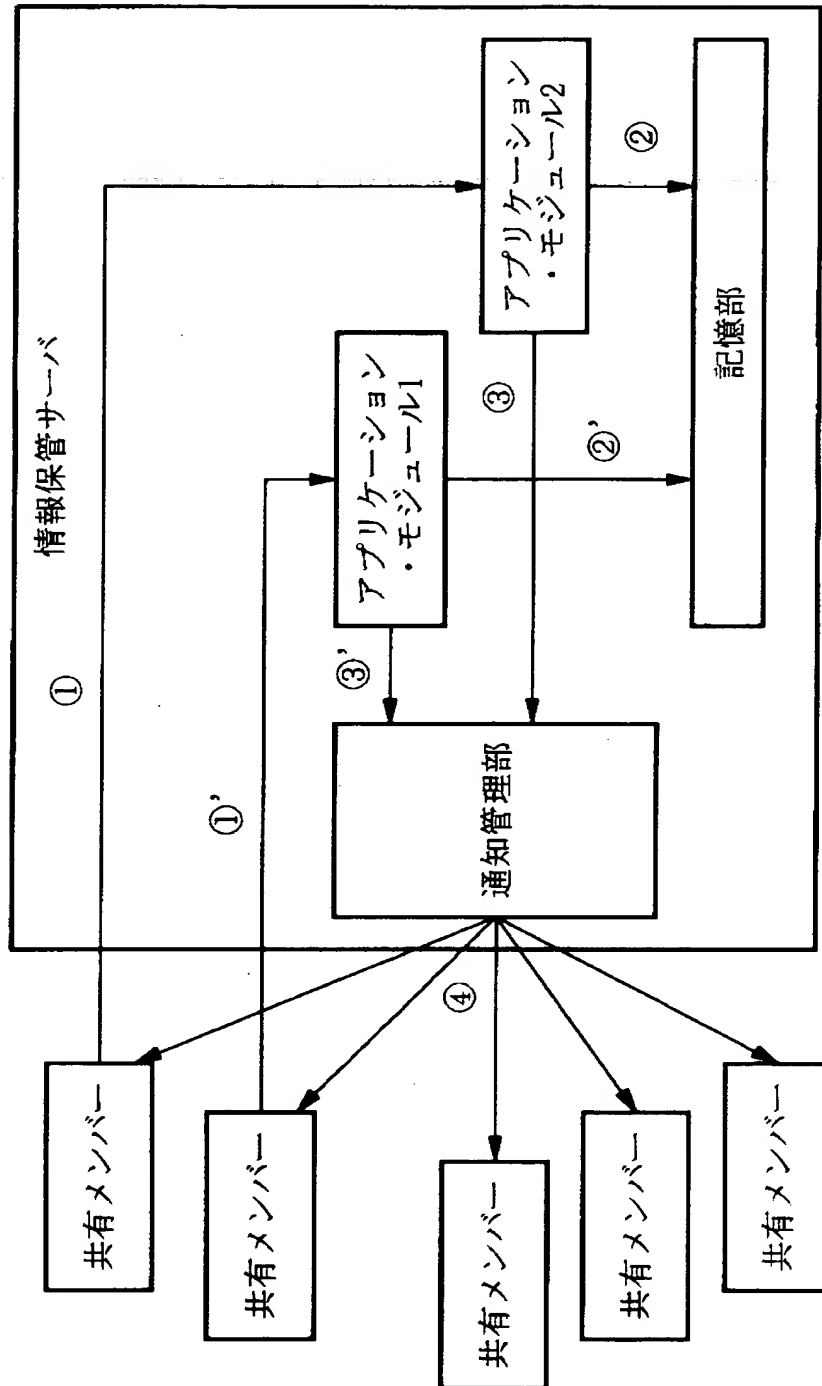 情報保管サーバ
①
共有メンバー
①’
共有メンバー
③’
アプリケーション
・モジュール1
④
通知管理部
③
共有メンバー
アプリケーション
・モジュール2
②’
②
共有メンバー
記憶部
共有メンバー